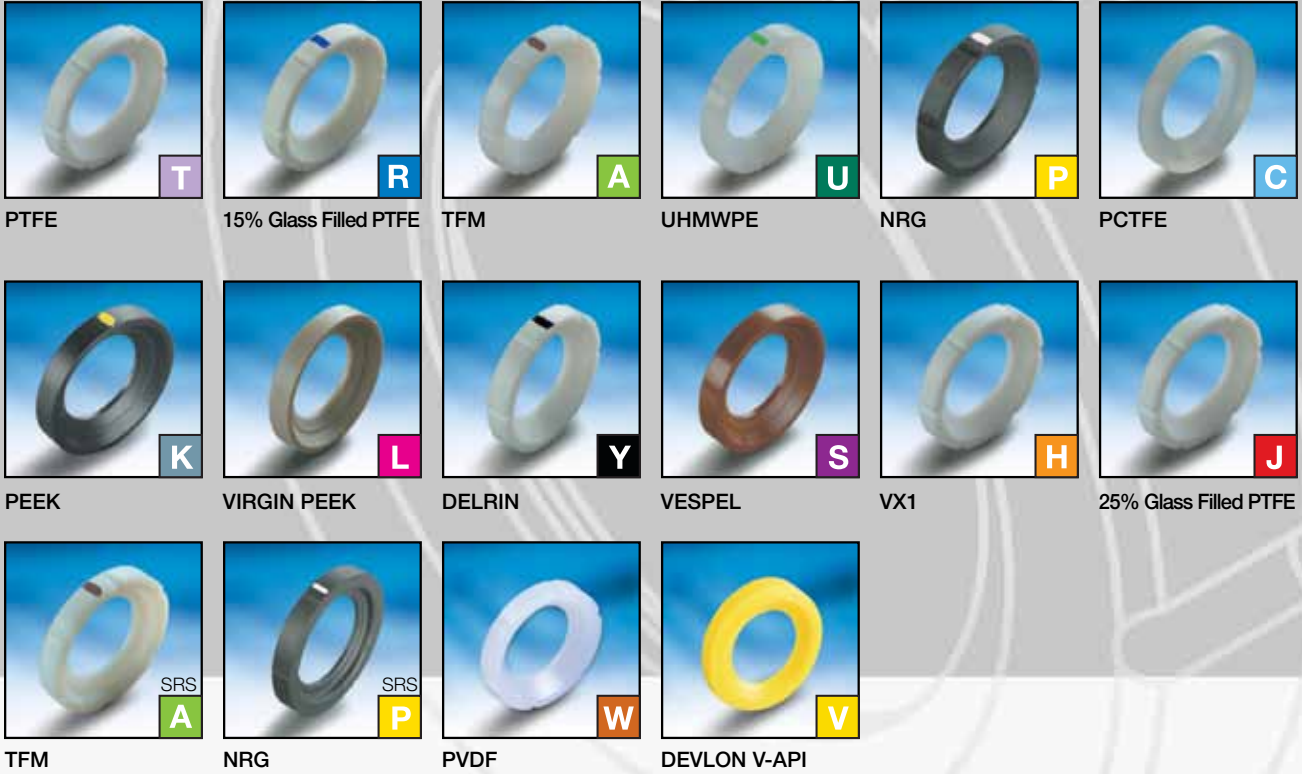 T
R
A
U
P
C
PTFE
15% Glass Filled PTFE
TFM
UHMWPE
NRG
PCTFE
K
L
Y
S
H
J
PEEK
VIRGIN PEEK
DELRIN
VESPEL
VX1
25% Glass Filled PTFE
SRS
A
SRS
P
W
V
TFM
NRG
PVDF
DEVLON V-API